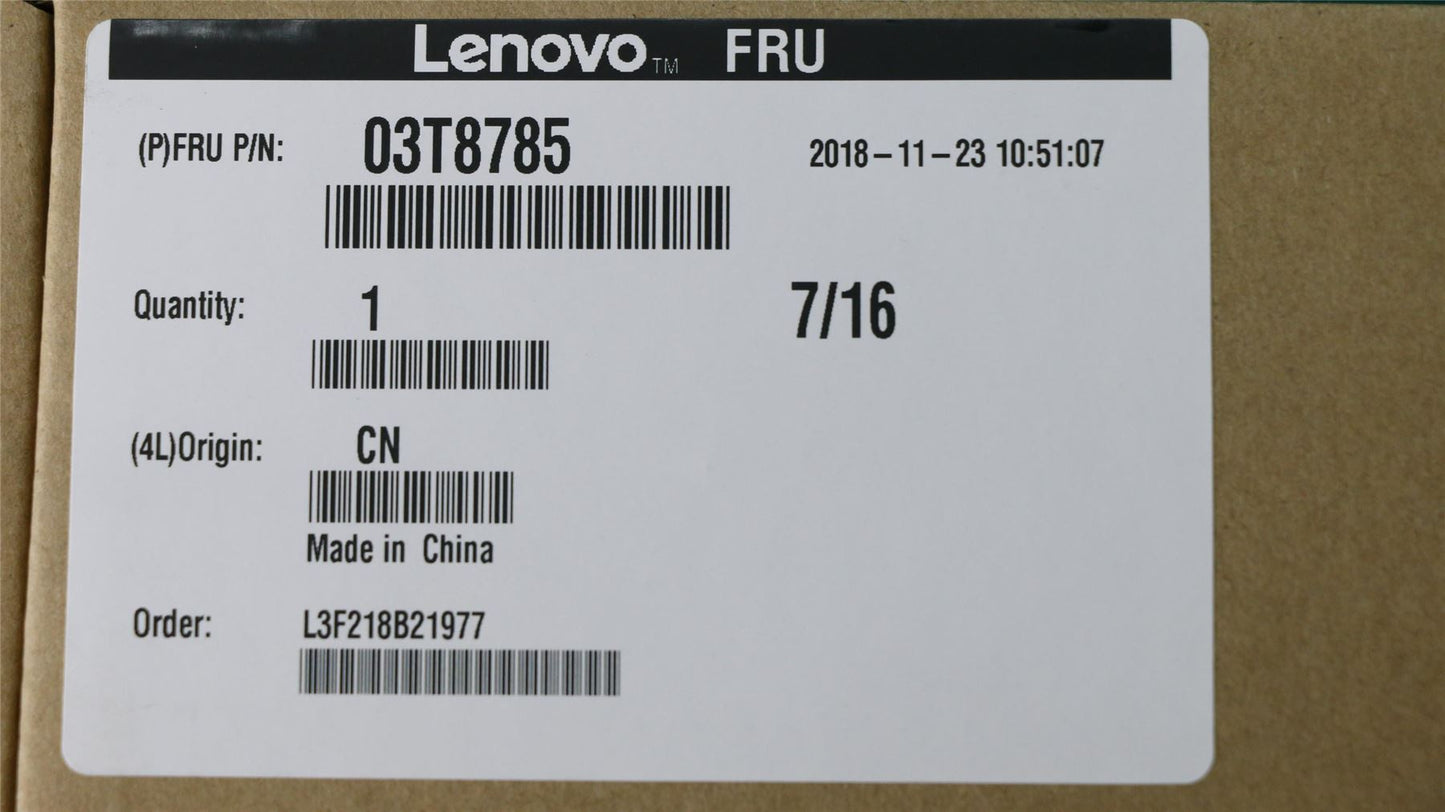 Lenovo™ FRU
(P)FRU P/N: 03T8785 2018-11-23 10:51:07
Quantity: 1 7/16
(4L)Origin: CN
Made in China
Order: L3F218B21977